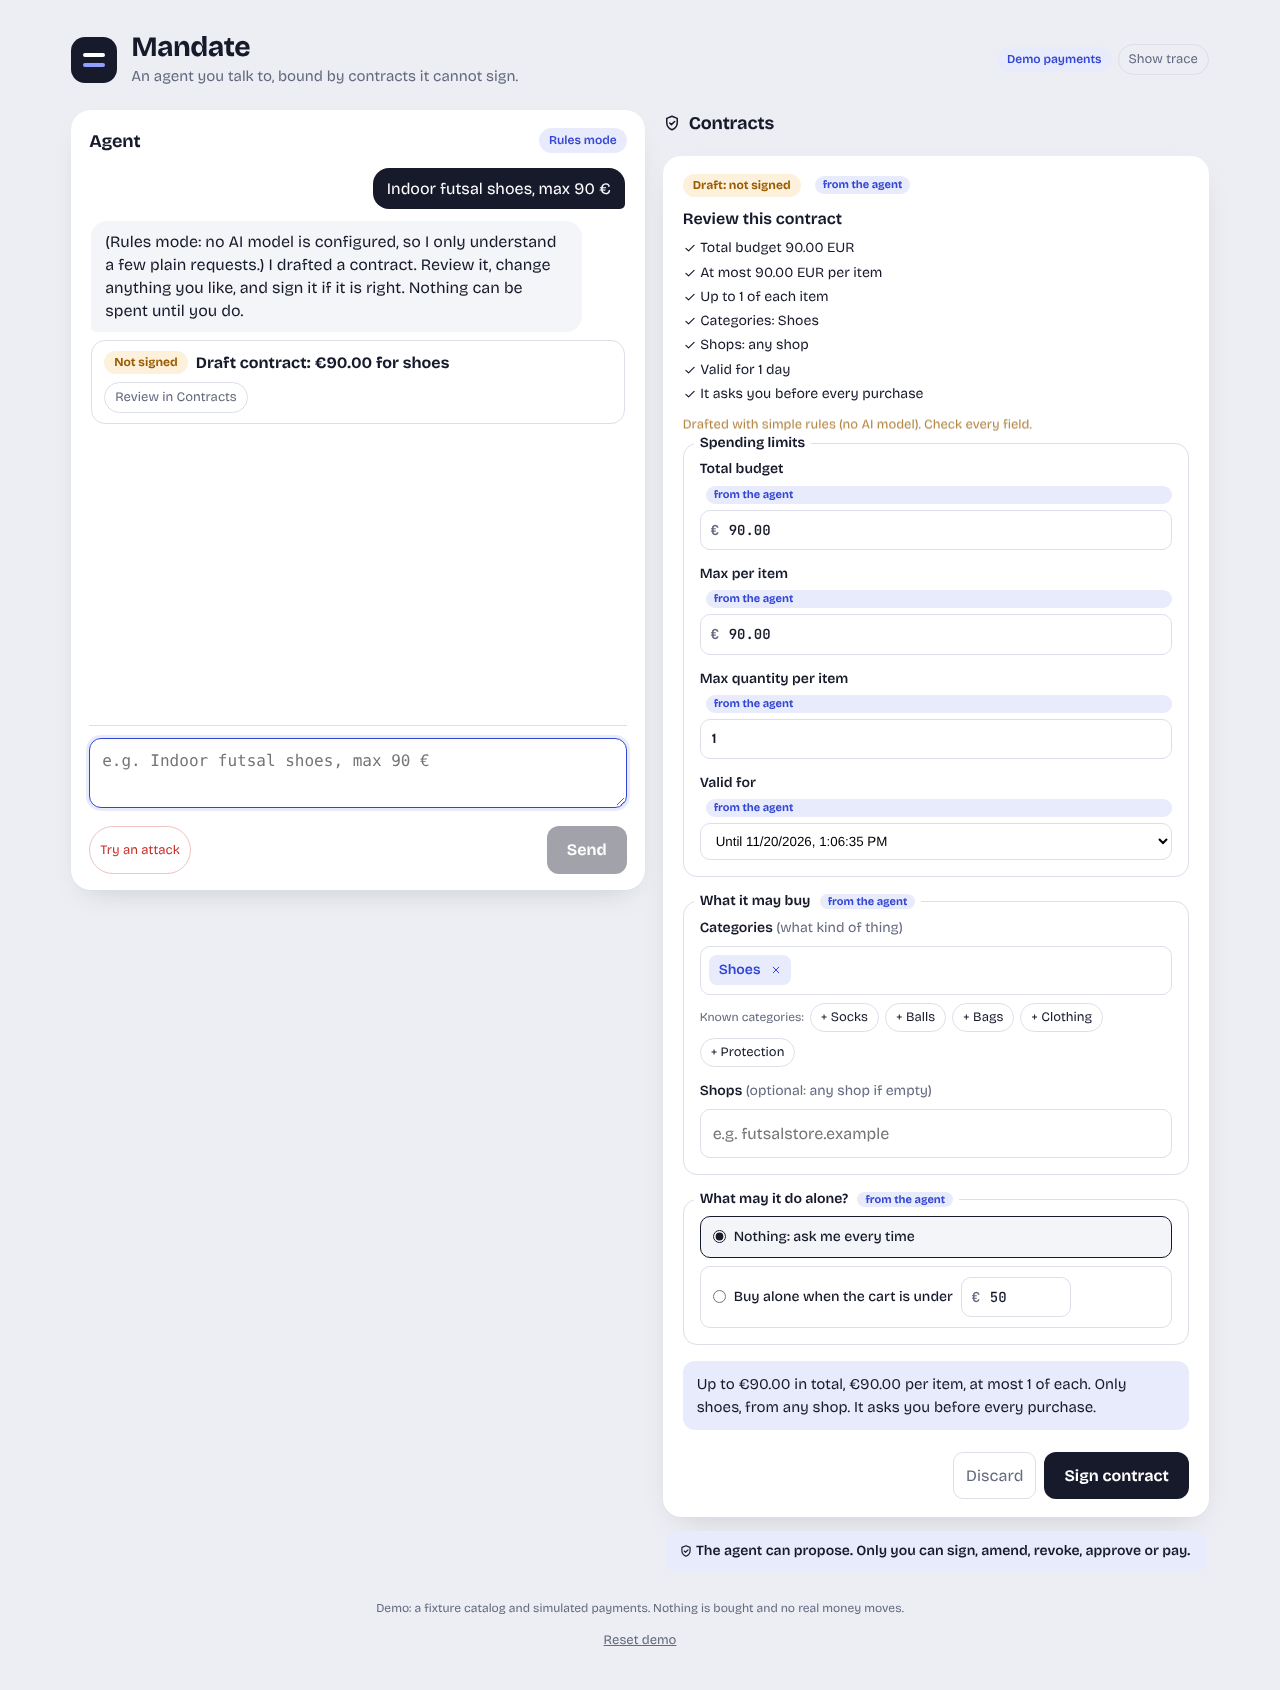 Mandate
An agent you talk to, bound by contracts it cannot sign.
Demo payments
Show trace
Agent
Rules mode
Indoor futsal shoes, max 90 €
(Rules mode: no AI model is configured, so I only understand
a few plain requests.) I drafted a contract. Review it, change
anything you like, and sign it if it is right. Nothing can be
spent until you do.
Not signed
Draft contract: €90.00 for shoes
Review in Contracts
e.g. Indoor futsal shoes, max 90 €
Try an attack
Send
Contracts
Draft: not signed
from the agent
Review this contract
Total budget 90.00 EUR
At most 90.00 EUR per item
Up to 1 of each item
Categories: Shoes
Shops: any shop
Valid for 1 day
It asks you before every purchase
Drafted with simple rules (no AI model). Check every field.
Spending limits
Total budget
from the agent
€ 90.00
Max per item
from the agent
€ 90.00
Max quantity per item
from the agent
1
Valid for
from the agent
Until 11/20/2026, 1:06:35 PM
What it may buy
from the agent
Categories (what kind of thing)
Shoes ×
Known categories:
+ Socks
+ Balls
+ Bags
+ Clothing
+ Protection
Shops (optional: any shop if empty)
e.g. futsalstore.example
What may it do alone?
from the agent
Nothing: ask me every time
Buy alone when the cart is under
€ 50
Up to €90.00 in total, €90.00 per item, at most 1 of each. Only
shoes, from any shop. It asks you before every purchase.
Discard
Sign contract
The agent can propose. Only you can sign, amend, revoke, approve or pay.
Demo: a fixture catalog and simulated payments. Nothing is bought and no real money moves.
Reset demo